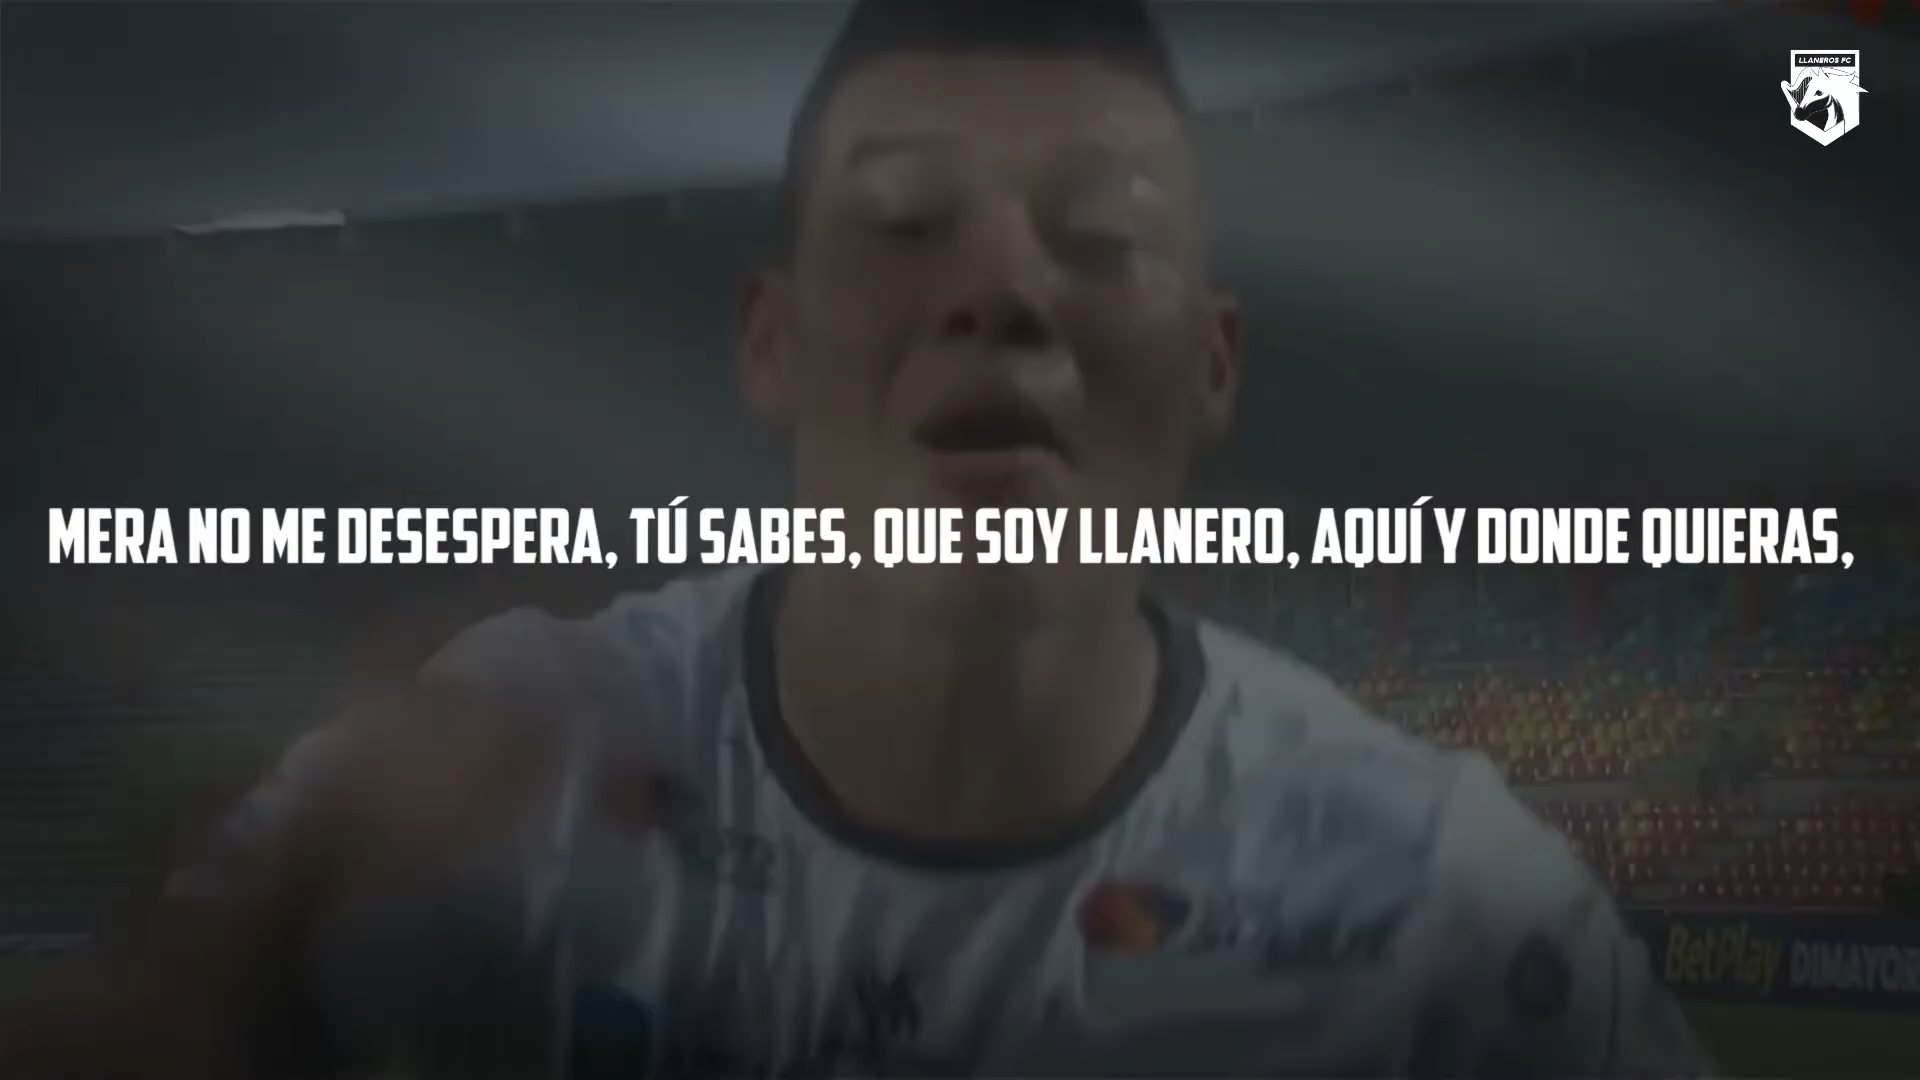 LLANEROS FC
MERA NO ME DESESPERA, TÚ SABES, QUE SOY LLANERO, AQUÍ Y DONDE QUIERAS,
BetPlay DIMAYOR